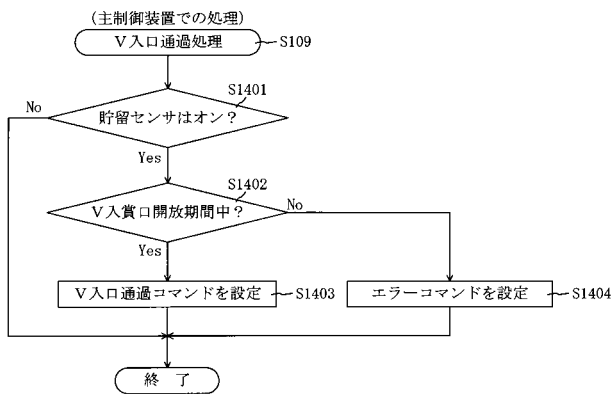 (主制御装置での処理)
V入口通過処理
S109
S1401
No
貯留センサはオン？
Yes
S1402
V入賞口開放期間中？
No
Yes
V入口通過コマンドを設定
S1403
エラーコマンドを設定
S1404
終 了